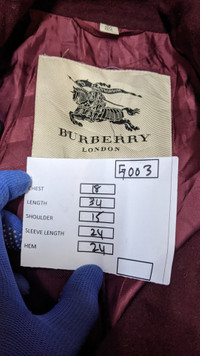 BURBERRY
LONDON
5003
CHEST 18
LENGTH 34
SHOULDER 15
SLEEVE LENGTH 24
HEM 24